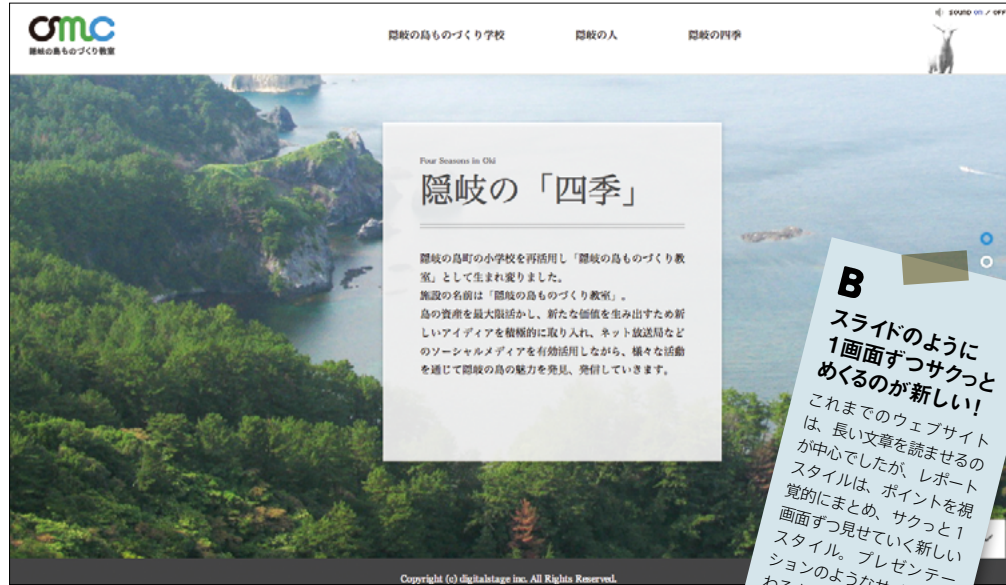 SOUND ON / OFF
omc
隠岐の島ものづくり教室
隠岐の島ものづくり学校
隠岐の人
隠岐の四季
Four Seasons in Oki
隠岐の「四季」
隠岐の島町の小学校を再活用し「隠岐の島ものづくり教
室」として生まれ変りました。
施設の名前は「隠岐の島ものづくり教室」。
島の資産を最大限活かし、新たな価値を生み出すため新
しいアイディアを積極的に取り入れ、ネット放送局など
のソーシャルメディアを有効活用しながら、様々な活動
を通じて隠岐の島の魅力を発見、発信していきます。
B
スライドのように
1画面ずつサクっと
めくるのが新しい!
これまでのウェブサイト
は、長い文章を読ませるの
が中心でしたが、レポート
スタイルは、ポイントを視
覚的にまとめ、サクっと1
画面ずつ見せていく新しい
スタイル。プレゼンテー
ションのような
Copyright (c) digitalstage inc. All Rights Reserved.